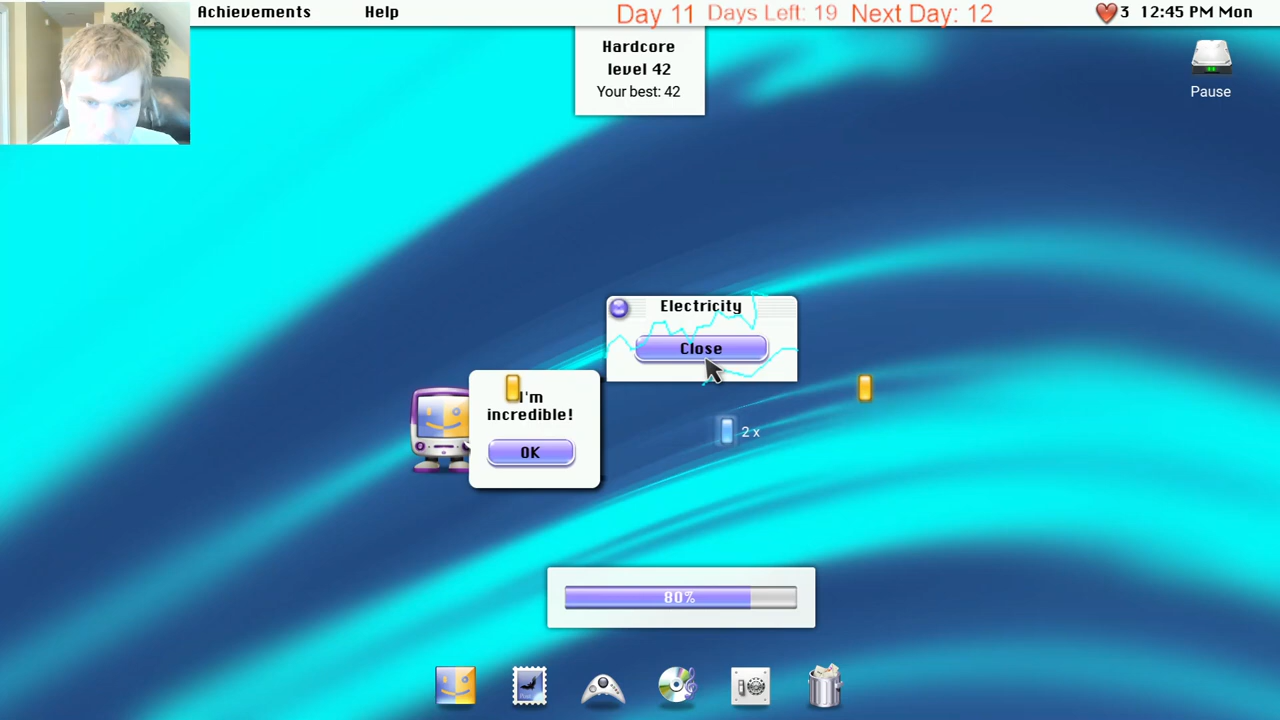 Achievements
Help
Day 11
Days Left: 19
Next Day: 12
3
12:45 PM Mon
Hardcore
level 42
Your best: 42
Pause
Electricity
Close
I'm
incredible!
OK
2 x
80%